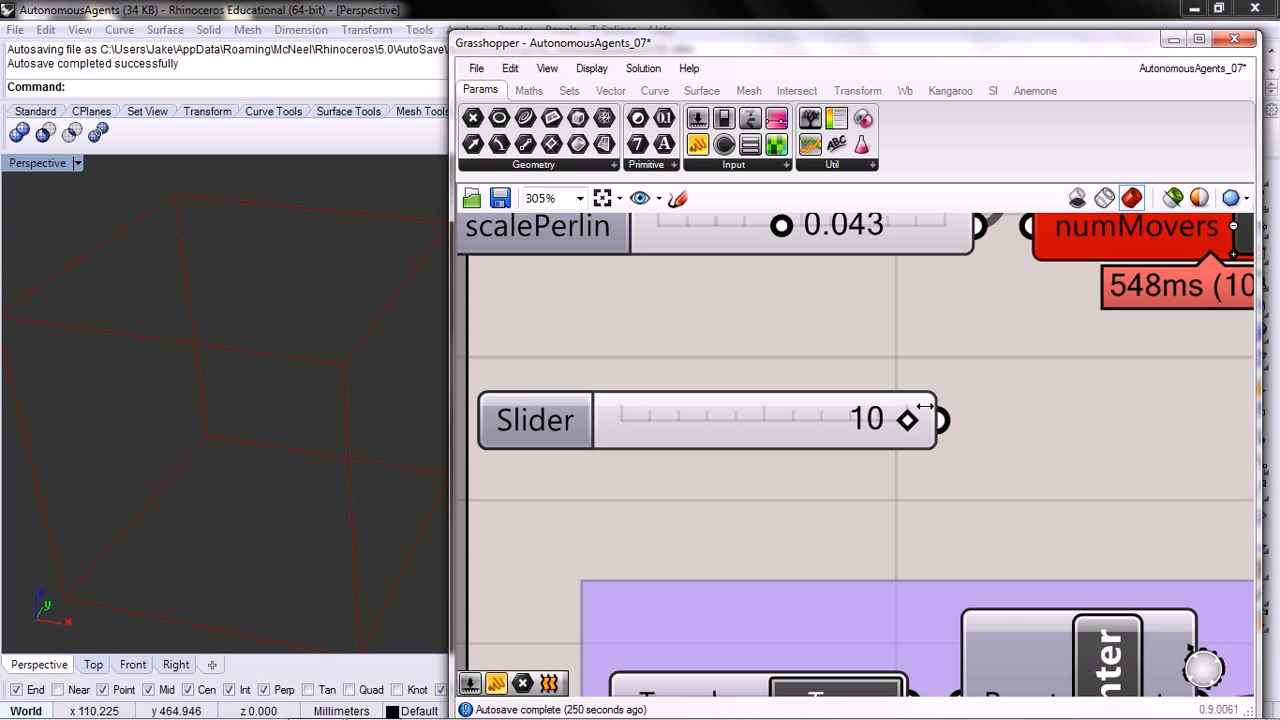 AutonomousAgents (34 KB) - Rhinoceros Educational (64-bit) - [Perspective]
File Edit View Curve Surface Solid Mesh Dimension Transform Tools
Autosaving file as C:\Users\Jake\AppData\Roaming\McNeel\Rhinoceros\5.0\AutoSave\
Autosave completed successfully
Command:
Standard CPlanes Set View Transform Curve Tools Surface Tools Mesh Tools
Perspective
Grasshopper - AutonomousAgents_07*
File Edit View Display Solution Help AutonomousAgents_07*
Params Maths Vector Curve Surface Mesh Intersect Transform Wb Kangaroo Anemone
Geometry Primitive Input Util
305%
scalePerlin 0.043 numMovers
548ms (10
Slider 10
Perspective Top Front Right
End Near Point Mid Cen Int Perp Tan Quad Knot
Autosave complete (250 seconds ago) 0.9.0061
World x 110.225 y 464.946 z 0.000 Millimeters Default